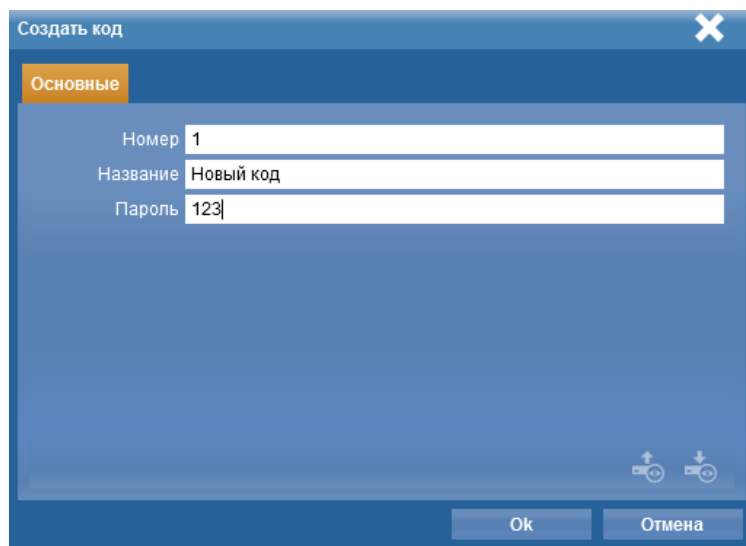 Создать код
Основные
Номер 1
Название Новый код
Пароль 123
Ok Отмена